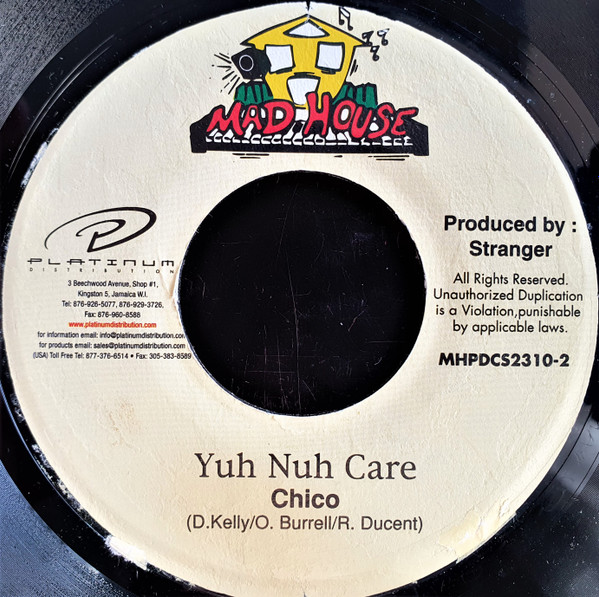 MAD HOUSE
PLATINUM
DISTRIBUTION
3 Beechwood Avenue, Shop #1,
Kingston 5, Jamaica W.I.
Tel: 876-926-5077, 876-929-3726,
Fax: 876-960-8588
www.platinumdistribution.com
for information email: info@platinumdistribution.com
for products email: sales@platinumdistribution.com
(USA) Toll Free Tel: 877-376-6514 • Fax: 305-383-8589
Produced by :
Stranger
All Rights Reserved.
Unauthorized Duplication
is a Violation,punishable
by applicable laws.
MHPDCS2310-2
Yuh Nuh Care
Chico
(D.Kelly/O. Burrell/R. Ducent)